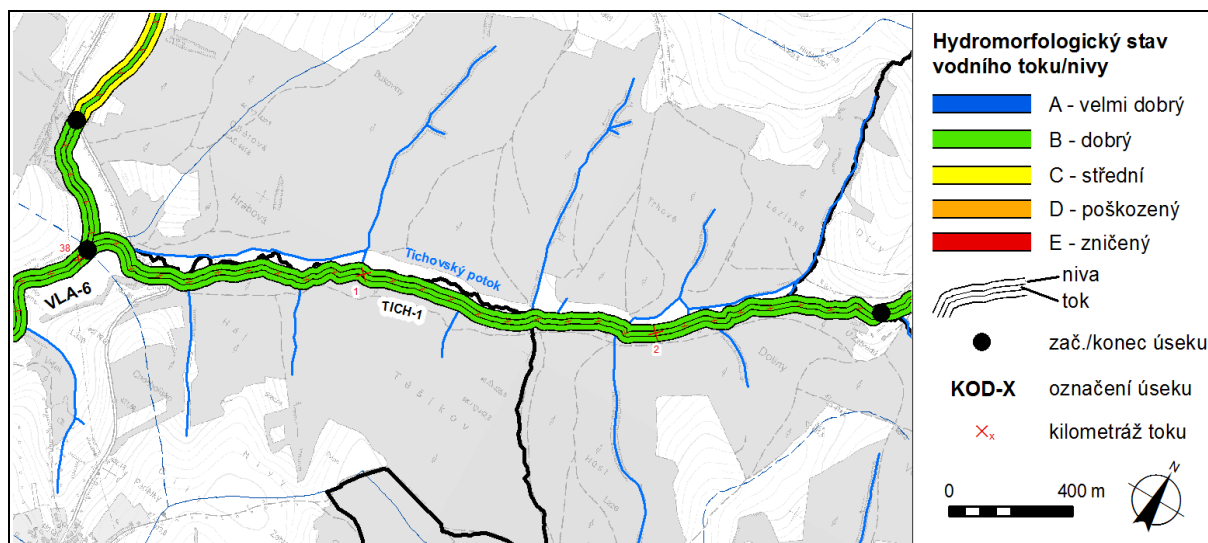 Hydromorfologický stav
vodního toku/nivy
A - velmi dobrý
B - dobrý
C - střední
D - poškozený
E - zničený
niva
tok
zač./konec úseku
KOD-X
označení úseku
x
kilometráž toku
N
0
400 m
Hrabová
38
VLA-6
Tichovský potok
1
TICH-1
2